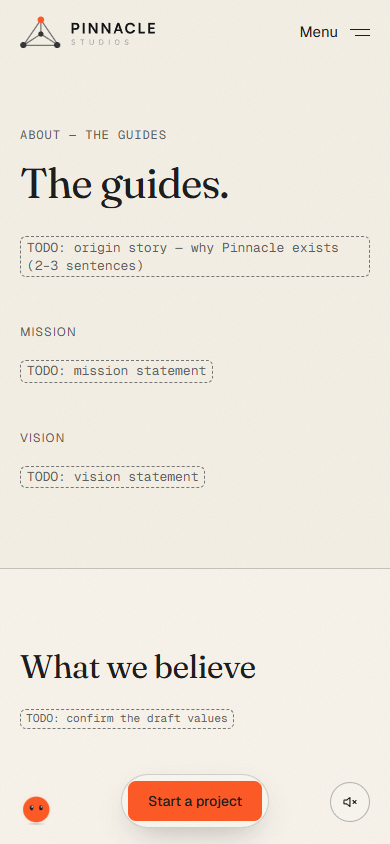 PINNACLE
STUDIOS
Menu
ABOUT — THE GUIDES
The guides.
TODO: origin story — why Pinnacle exists
(2–3 sentences)
MISSION
TODO: mission statement
VISION
TODO: vision statement
What we believe
TODO: confirm the draft values
Start a project